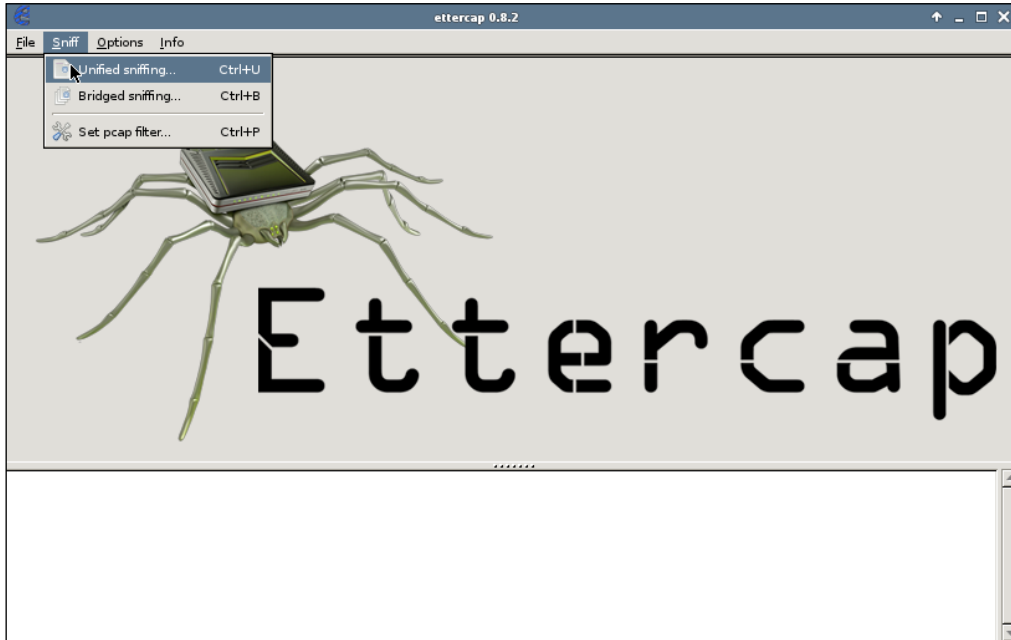 ettercap 0.8.2
File Sniff Options Info
Unified sniffing... Ctrl+U
Bridged sniffing... Ctrl+B
Set pcap filter... Ctrl+P
Ettercap